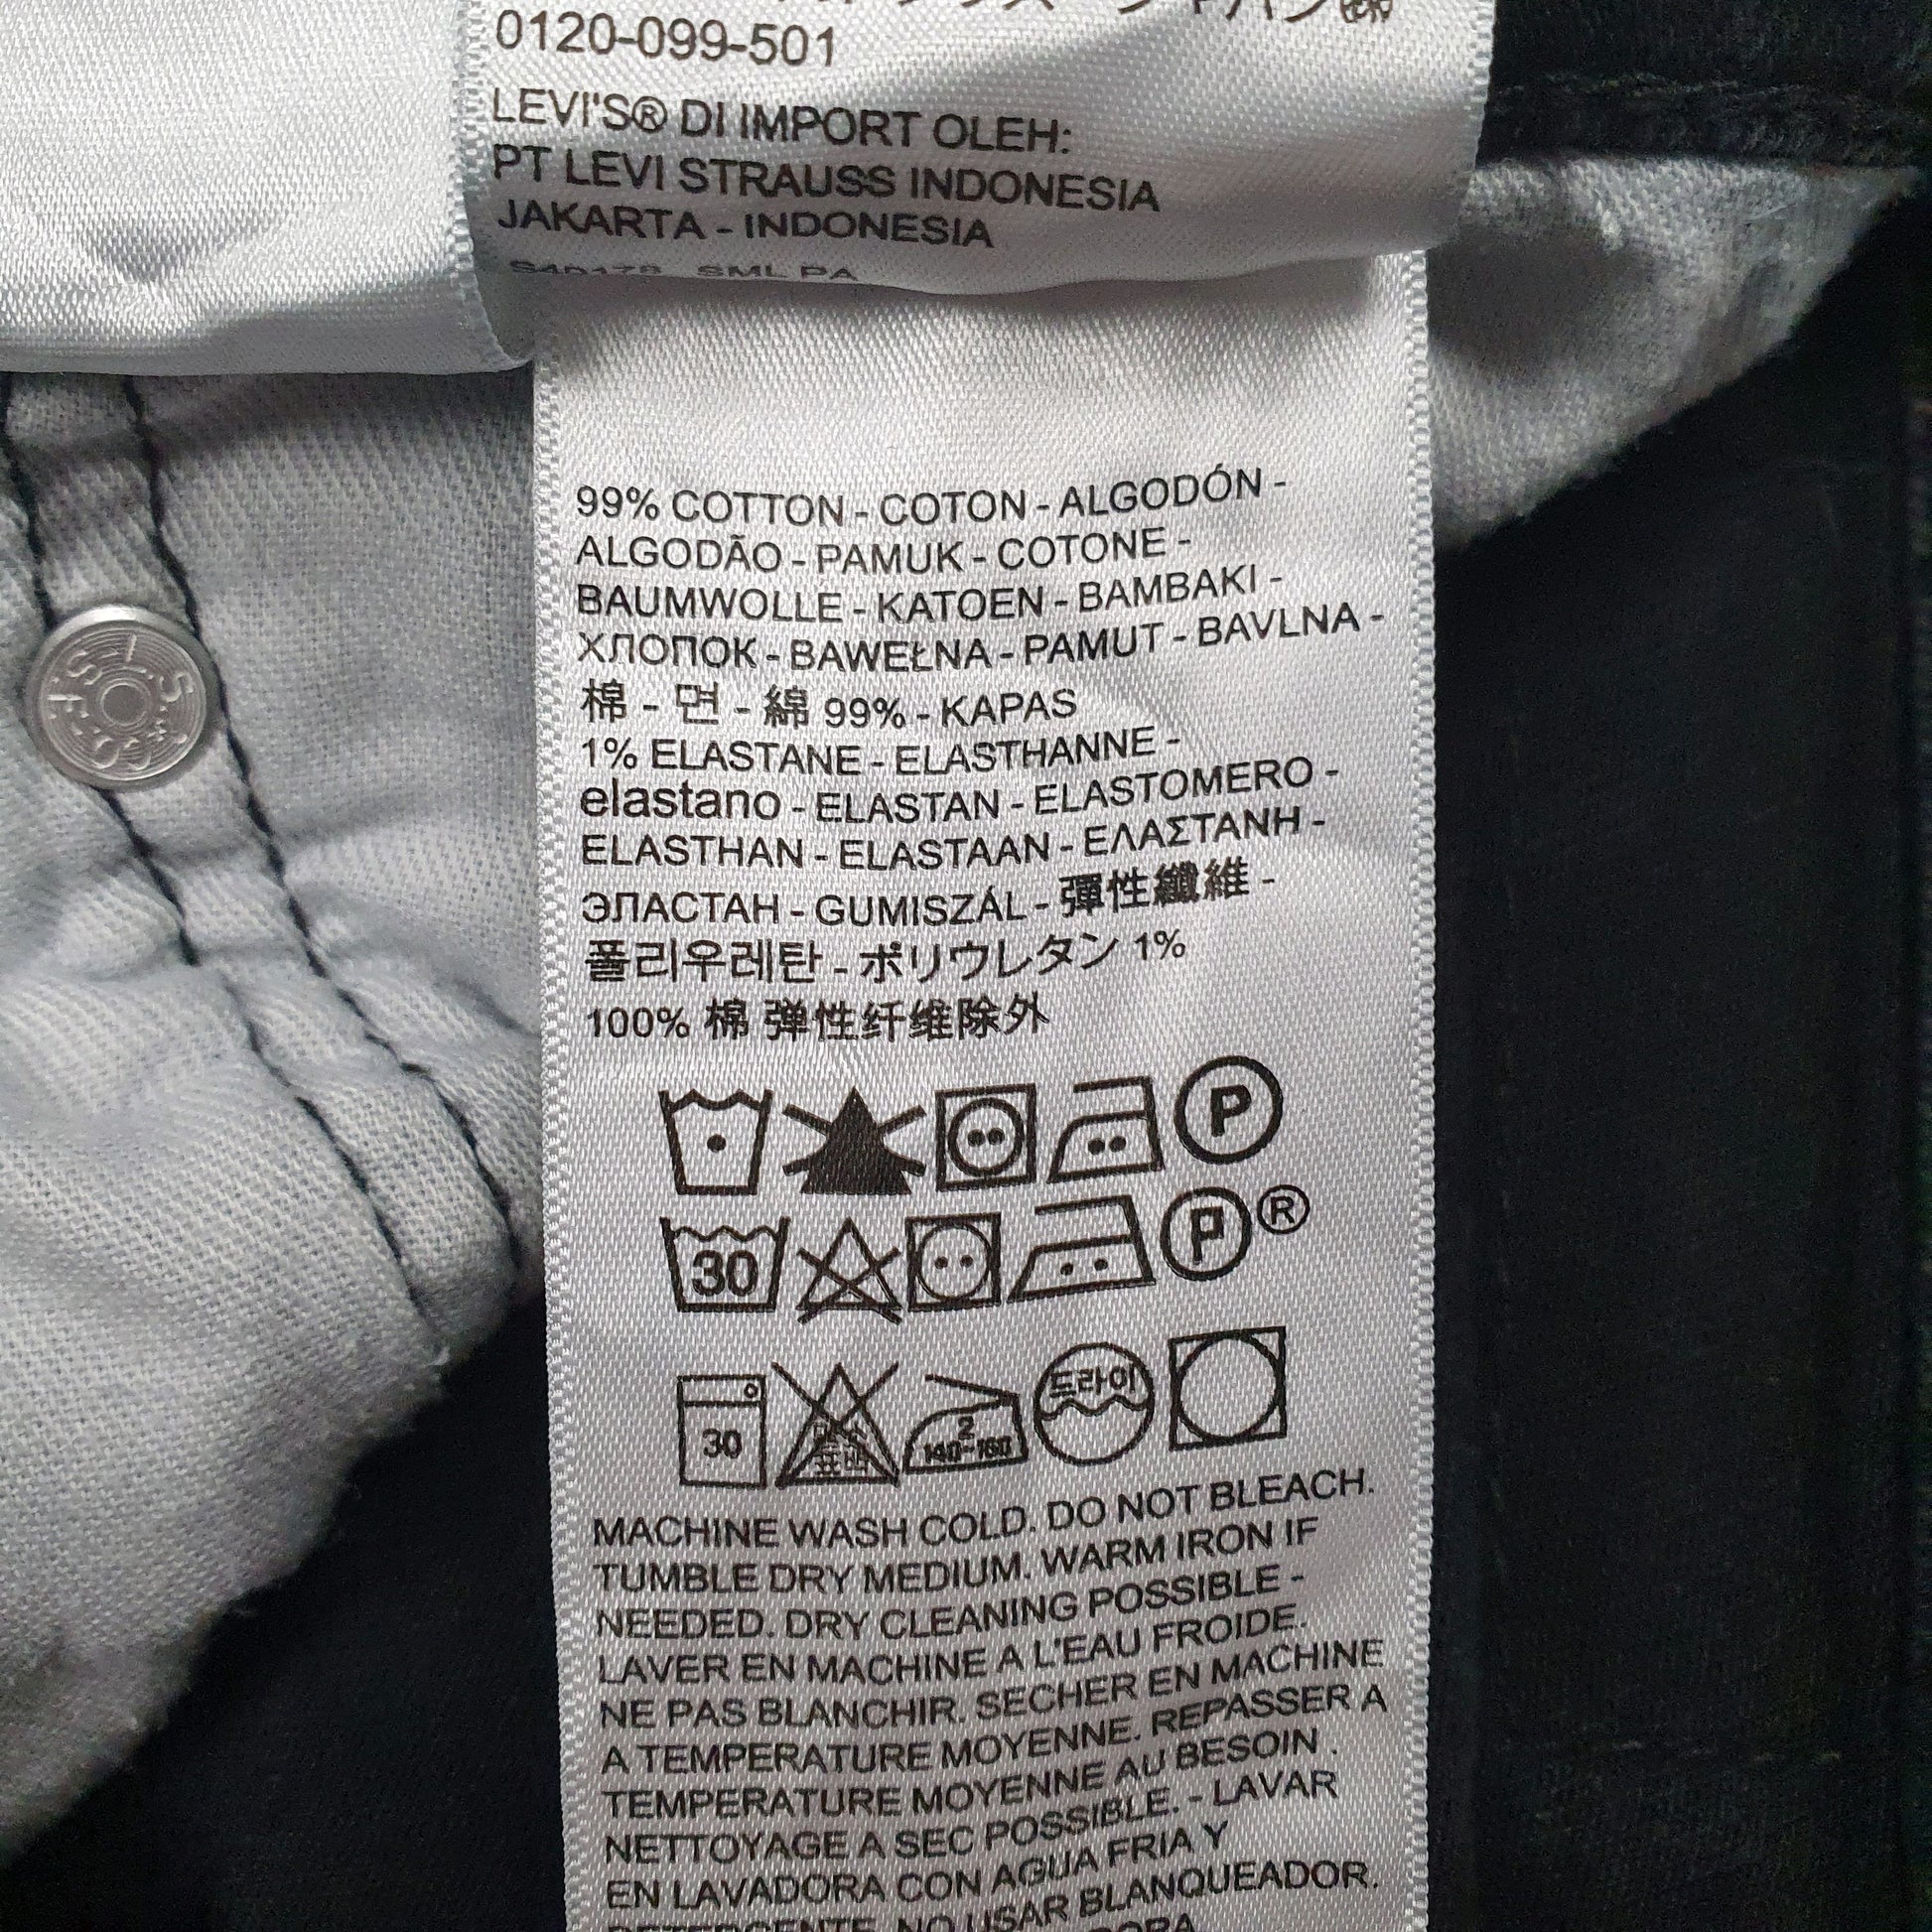 0120-099-501
LEVI'S® DI IMPORT OLEH:
PT LEVI STRAUSS INDONESIA
JAKARTA - INDONESIA
SML PA
99% COTTON - COTON - ALGODÓN -
ALGODÃO - PAMUK - COTONE -
BAUMWOLLE - KATOEN - BAMBAKI -
ХЛОПОК - BAWEŁNA - PAMUT - BAVLNA -
棉 - 면 - 綿 99% - KAPAS
1% ELASTANE - ELASTHANNE -
elastano - ELASTAN - ELASTOMERO -
ELASTHAN - ELASTAAN - ΕΛΑΣΤΑΝΗ -
ЭЛАСТАН - GUMISZÁL - 彈性纖維 -
폴리우레탄 - ポリウレタン 1%
100% 棉 弹性纤维除外
P
30 P ®
30 2 140~160 드라이
MACHINE WASH COLD. DO NOT BLEACH.
TUMBLE DRY MEDIUM. WARM IRON IF
NEEDED. DRY CLEANING POSSIBLE -
LAVER EN MACHINE A L'EAU FROIDE.
NE PAS BLANCHIR. SECHER EN MACHINE
A TEMPERATURE MOYENNE. REPASSER A
TEMPERATURE MOYENNE AU BESOIN .
NETTOYAGE A SEC POSSIBLE. - LAVAR
EN LAVADORA CON AGUA FRIA Y
DETERGENTE. NO USAR BLANQUEADOR.